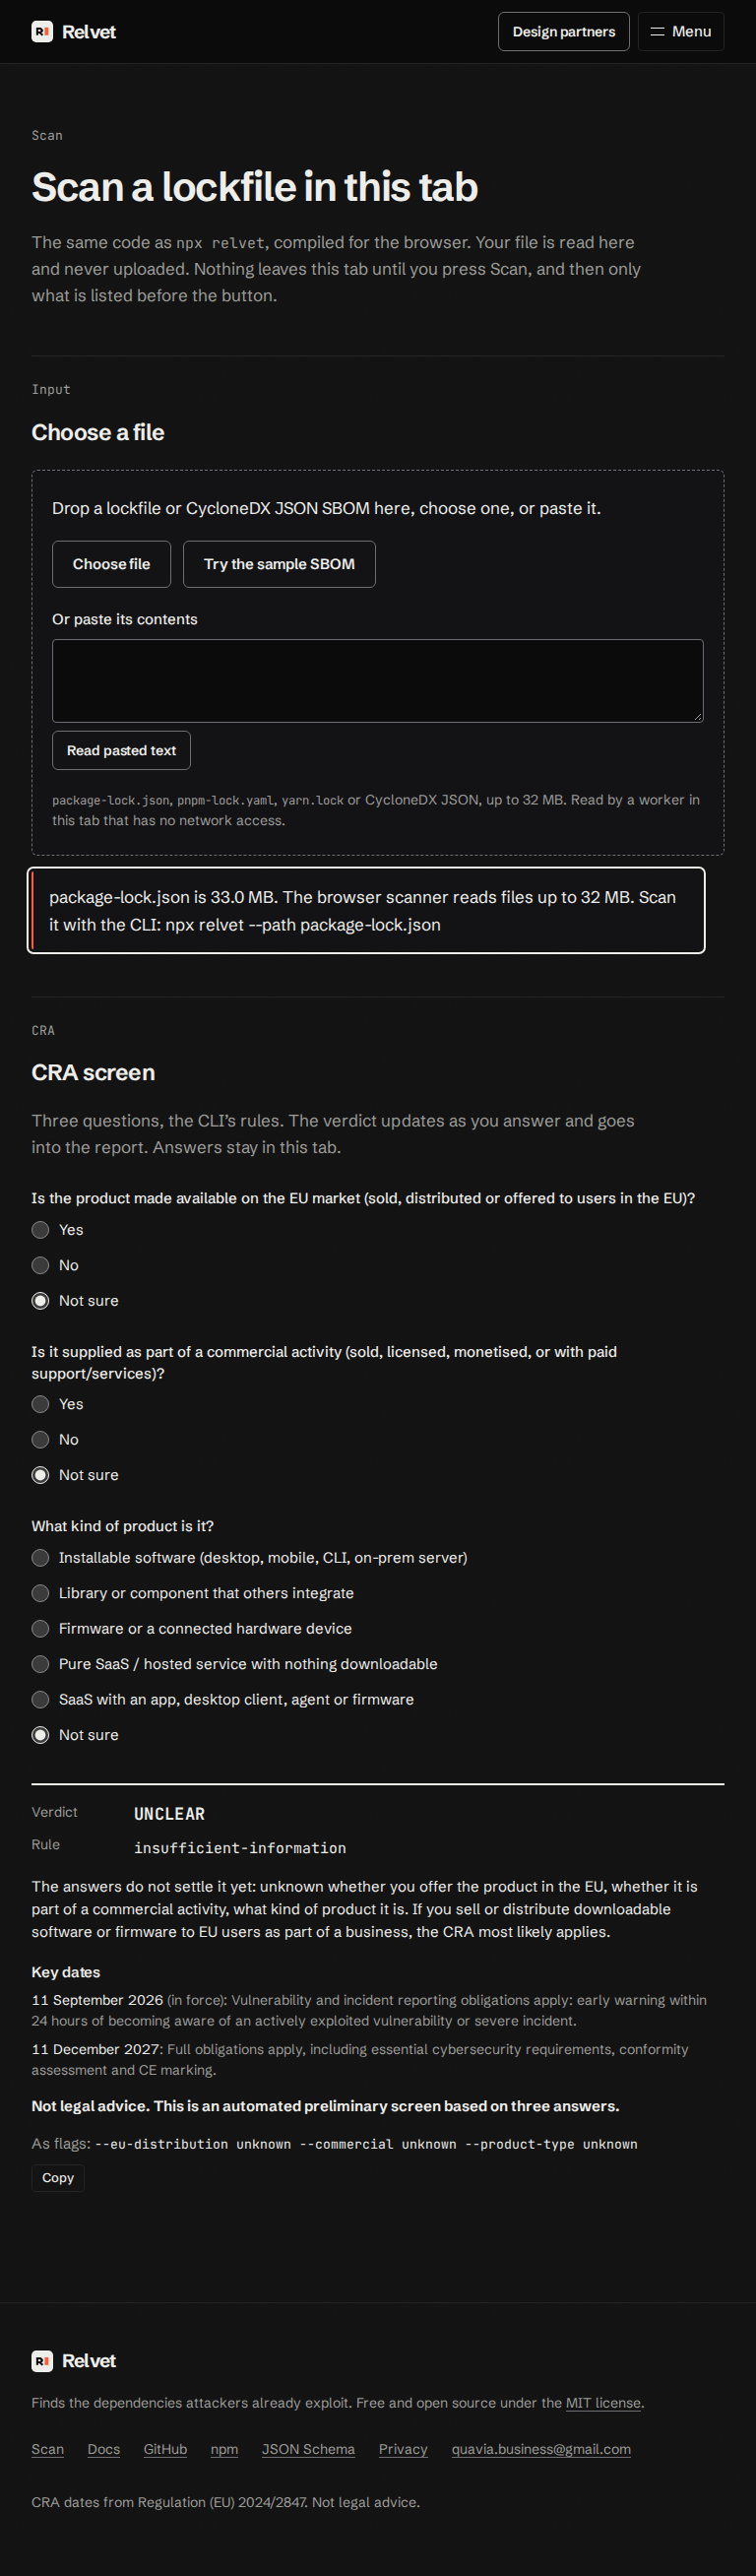 Relvet
Design partners
Menu
Scan
Scan a lockfile in this tab
The same code as npx relvet, compiled for the browser. Your file is read here
and never uploaded. Nothing leaves this tab until you press Scan, and then only
what is listed before the button.
Input
Choose a file
Drop a lockfile or CycloneDX JSON SBOM here, choose one, or paste it.
Choose file
Try the sample SBOM
Or paste its contents
Read pasted text
package-lock.json, pnpm-lock.yaml, yarn.lock or CycloneDX JSON, up to 32 MB. Read by a worker in
this tab that has no network access.
package-lock.json is 33.0 MB. The browser scanner reads files up to 32 MB. Scan
it with the CLI: npx relvet --path package-lock.json
CRA
CRA screen
Three questions, the CLI’s rules. The verdict updates as you answer and goes
into the report. Answers stay in this tab.
Is the product made available on the EU market (sold, distributed or offered to users in the EU)?
Yes
No
Not sure
Is it supplied as part of a commercial activity (sold, licensed, monetised, or with paid
support/services)?
Yes
No
Not sure
What kind of product is it?
Installable software (desktop, mobile, CLI, on-prem server)
Library or component that others integrate
Firmware or a connected hardware device
Pure SaaS / hosted service with nothing downloadable
SaaS with an app, desktop client, agent or firmware
Not sure
Verdict UNCLEAR
Rule insufficient-information
The answers do not settle it yet: unknown whether you offer the product in the EU, whether it is
part of a commercial activity, what kind of product it is. If you sell or distribute downloadable
software or firmware to EU users as part of a business, the CRA most likely applies.
Key dates
11 September 2026 (in force): Vulnerability and incident reporting obligations apply: early warning within
24 hours of becoming aware of an actively exploited vulnerability or severe incident.
11 December 2027: Full obligations apply, including essential cybersecurity requirements, conformity
assessment and CE marking.
Not legal advice. This is an automated preliminary screen based on three answers.
As flags: --eu-distribution unknown --commercial unknown --product-type unknown
Copy
Relvet
Finds the dependencies attackers already exploit. Free and open source under the MIT license.
Scan Docs GitHub npm JSON Schema Privacy quavia.business@gmail.com
CRA dates from Regulation (EU) 2024/2847. Not legal advice.